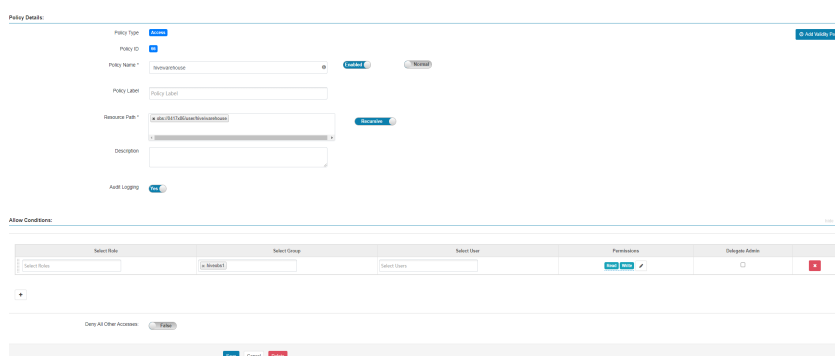 Policy Details:
Policy Type
Access
Add Validity
Policy ID
Policy Name *
hivewarehouse
Enabled
Normal
Policy Label
Policy Label
Resource Path *
Recursive
Description
Audit Logging
Yes
Allow Conditions:
Select Role
Select Group
Select User
Permissions
Delegate Admin
Select Roles
Select Users
Read
Write
+
Deny All Other Accesses
False
Save
Cancel
Delete